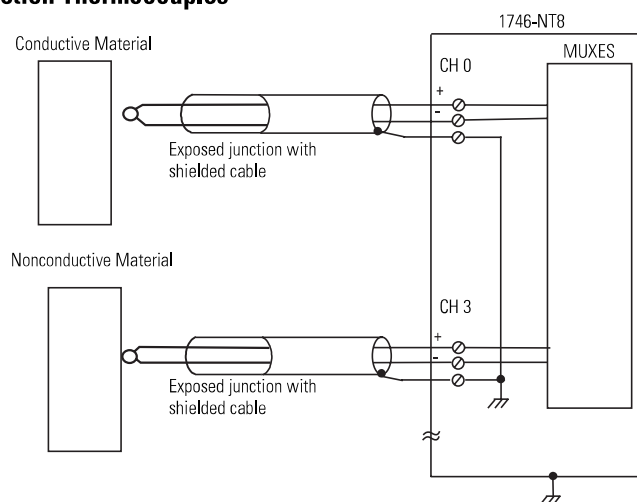 Thermocouples
1746-NT8
Conductive Material
MUXES
CH 0
+
-
Exposed junction with
shielded cable
Nonconductive Material
CH 3
+
-
Exposed junction with
shielded cable